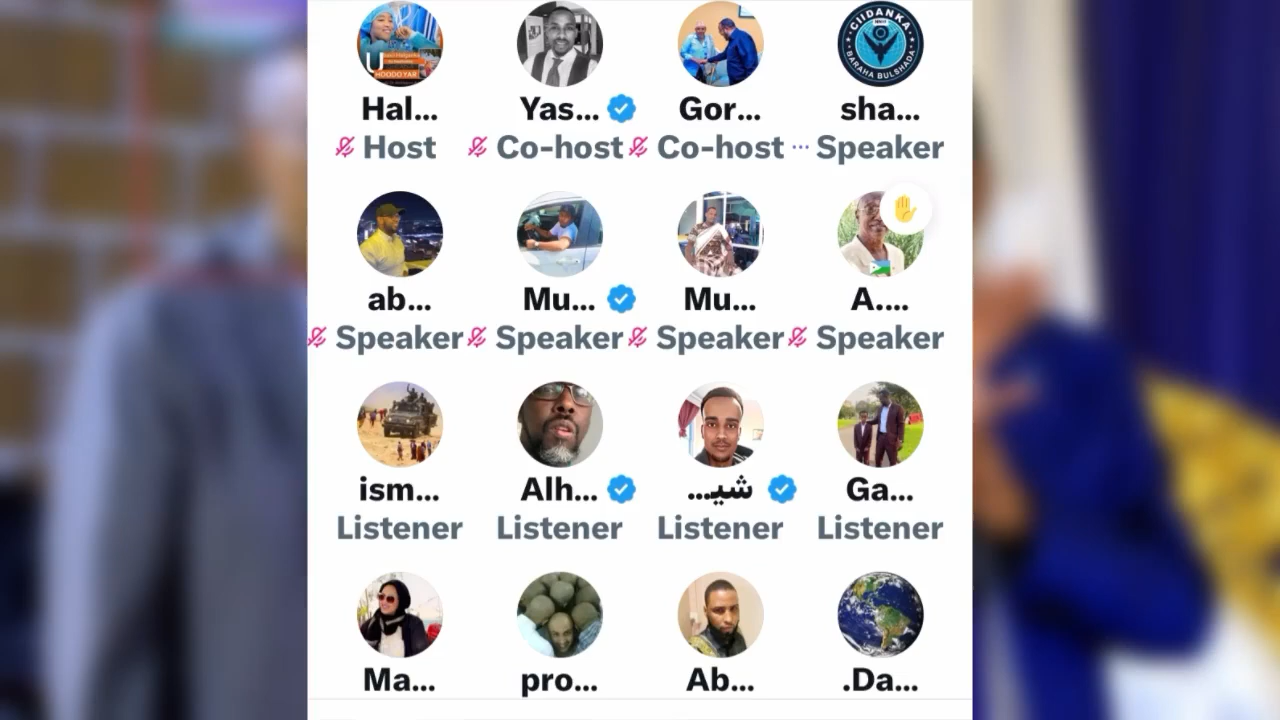 HOODO YAR
CIIDANKA
BARAHA BULSHADA
Hal... Yas... Gor... sha...
Host Co-host Co-host ... Speaker
ab... Mu... Mu... A....
Speaker Speaker Speaker Speaker
ism... Alh... شيـ... Ga...
Listener Listener Listener Listener
Ma... pro... Ab... .Da...